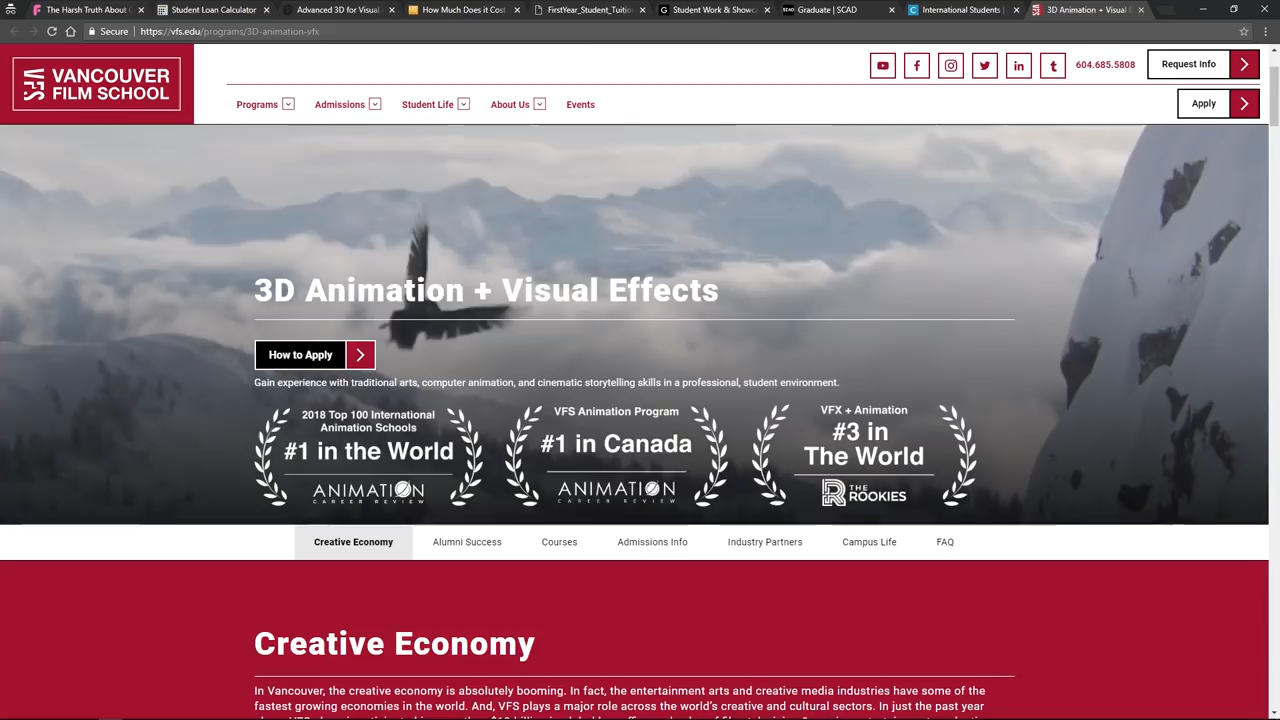 The Harsh Truth About C
Student Loan Calculator
Advanced 3D for Visual
How Much Does it Cost
FirstYear_Student_Tuitio
Student Work & Showc
Graduate | SCAD
International Students |
3D Animation + Visual E
Secure | https://vfs.edu/programs/3D-animation-vfx
VFS VANCOUVER
FILM SCHOOL
604.685.5808
Request Info
Programs
Admissions
Student Life
About Us
Events
Apply
3D Animation + Visual Effects
How to Apply
Gain experience with traditional arts, computer animation, and cinematic storytelling skills in a professional, student environment.
2018 Top 100 International
Animation Schools
#1 in the World
ANIMATION
CAREER REVIEW
VFS Animation Program
#1 in Canada
ANIMATION
CAREER REVIEW
VFX + Animation
#3 in
The World
THE
ROOKIES
Creative Economy
Alumni Success
Courses
Admissions Info
Industry Partners
Campus Life
FAQ
Creative Economy
In Vancouver, the creative economy is absolutely booming. In fact, the entertainment arts and creative media industries have some of the
fastest growing economies in the world. And, VFS plays a major role across the world's creative and cultural sectors. In just the past year